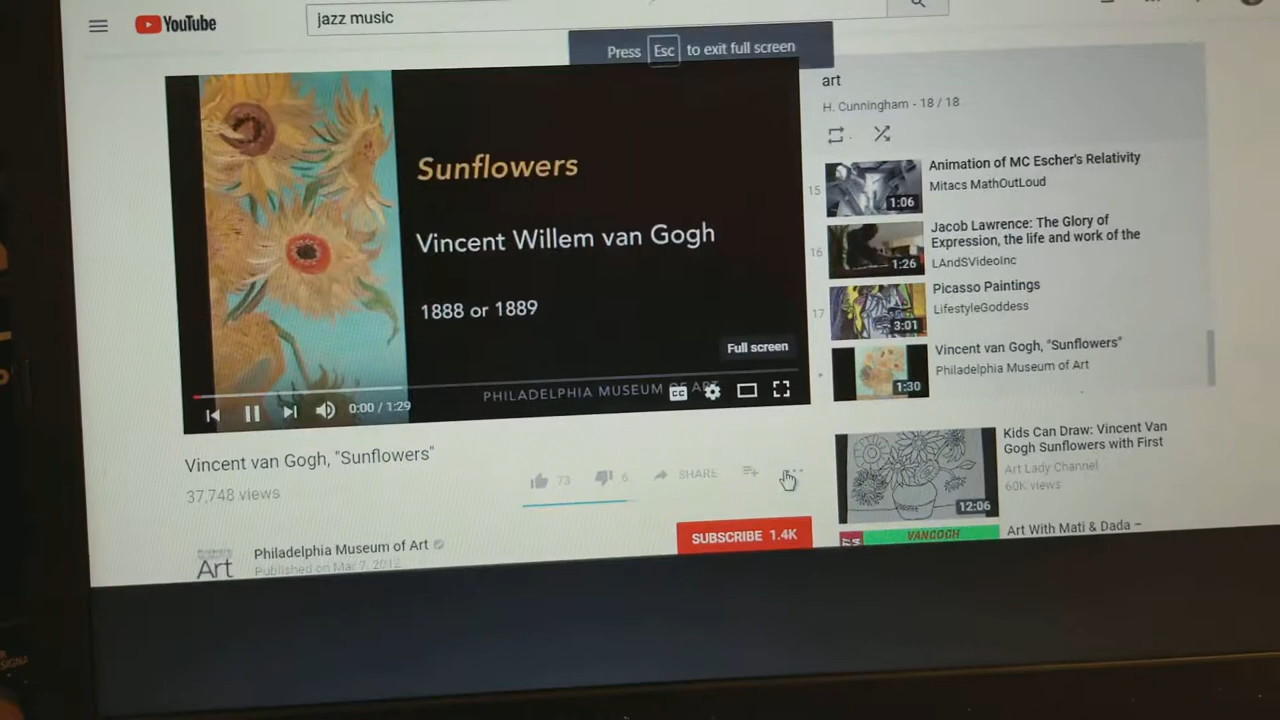 YouTube
jazz music
Press Esc to exit full screen
Sunflowers
Vincent Willem van Gogh
1888 or 1889
Full screen
PHILADELPHIA MUSEUM OF ART
CC
0:00 / 1:29
Vincent van Gogh, "Sunflowers"
37,748 views
73
6
SHARE
SUBSCRIBE 1.4K
Art
Philadelphia Museum of Art
Published on Mar 7, 2012
art
H. Cunningham - 18 / 18
15
1:06
Animation of MC Escher's Relativity
Mitacs MathOutLoud
16
1:26
Jacob Lawrence: The Glory of
Expression, the life and work of the
LAndSVideoInc
17
3:01
Picasso Paintings
LifestyleGoddess
1:30
Vincent van Gogh, "Sunflowers"
Philadelphia Museum of Art
12:06
Kids Can Draw: Vincent Van
Gogh Sunflowers with First
Art Lady Channel
60K views
VANGOGH
Art With Mati & Dada –